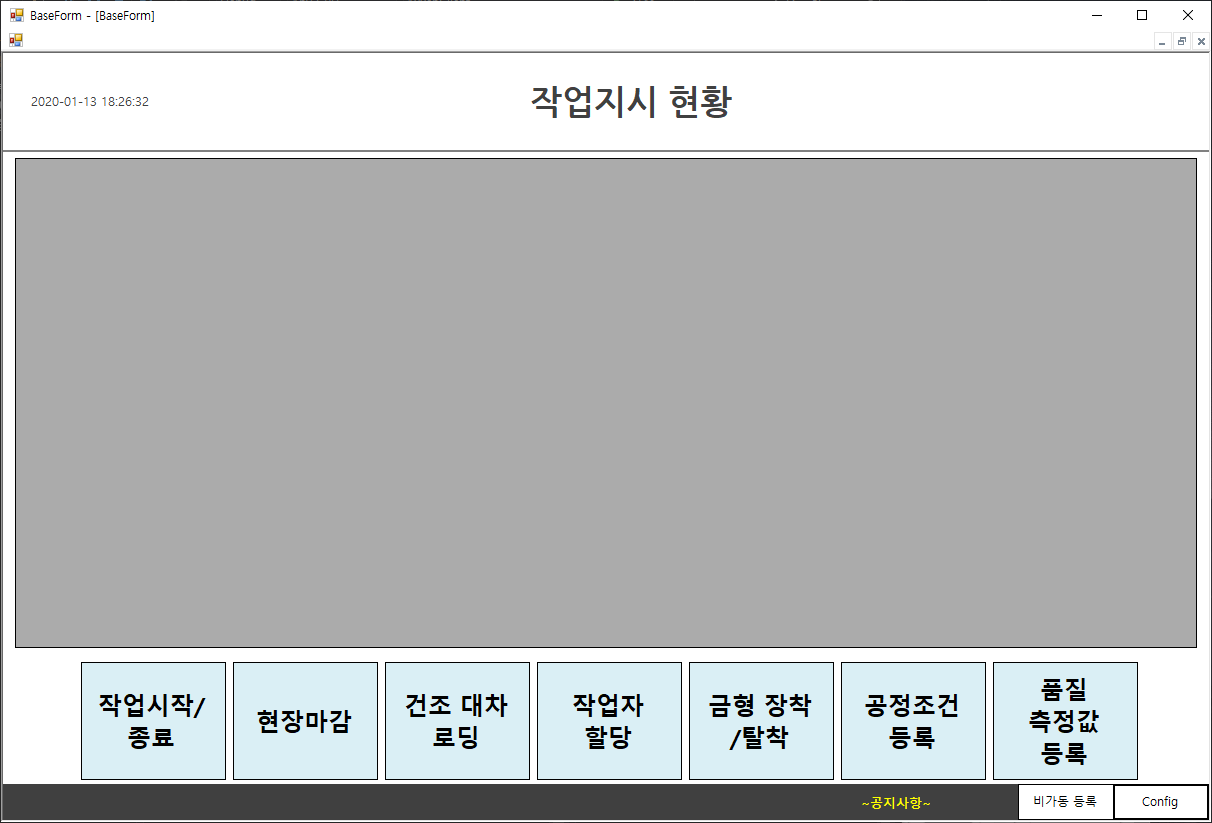 BaseForm - [BaseForm]
2020-01-13 18:26:32
작업지시 현황
작업시작/
종료
현장마감
건조 대차
로딩
작업자
할당
금형 장착
/탈착
공정조건
등록
품질
측정값
등록
~공지사항~
비가동 등록
Config